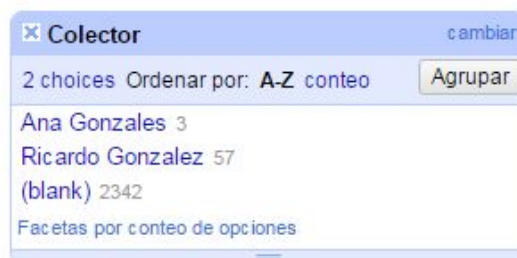 Colector cambiar
2 choices Ordenar por: A-Z conteo Agrupar
Ana Gonzales 3
Ricardo Gonzalez 57
(blank) 2342
Facetas por conteo de opciones